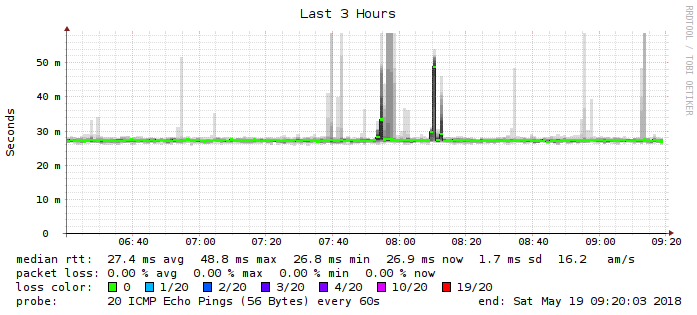 Last 3 Hours
RRDTOOL / TOBI OETIKER
Seconds
50 m
40 m
30 m
20 m
10 m
0
06:40 07:00 07:20 07:40 08:00 08:20 08:40 09:00 09:20
median rtt: 27.4 ms avg 48.8 ms max 26.8 ms min 26.9 ms now 1.7 ms sd 16.2 am/s
packet loss: 0.00 % avg 0.00 % max 0.00 % min 0.00 % now
loss color: 0 1/20 2/20 3/20 4/20 10/20 19/20
probe: 20 ICMP Echo Pings (56 Bytes) every 60s end: Sat May 19 09:20:03 2018